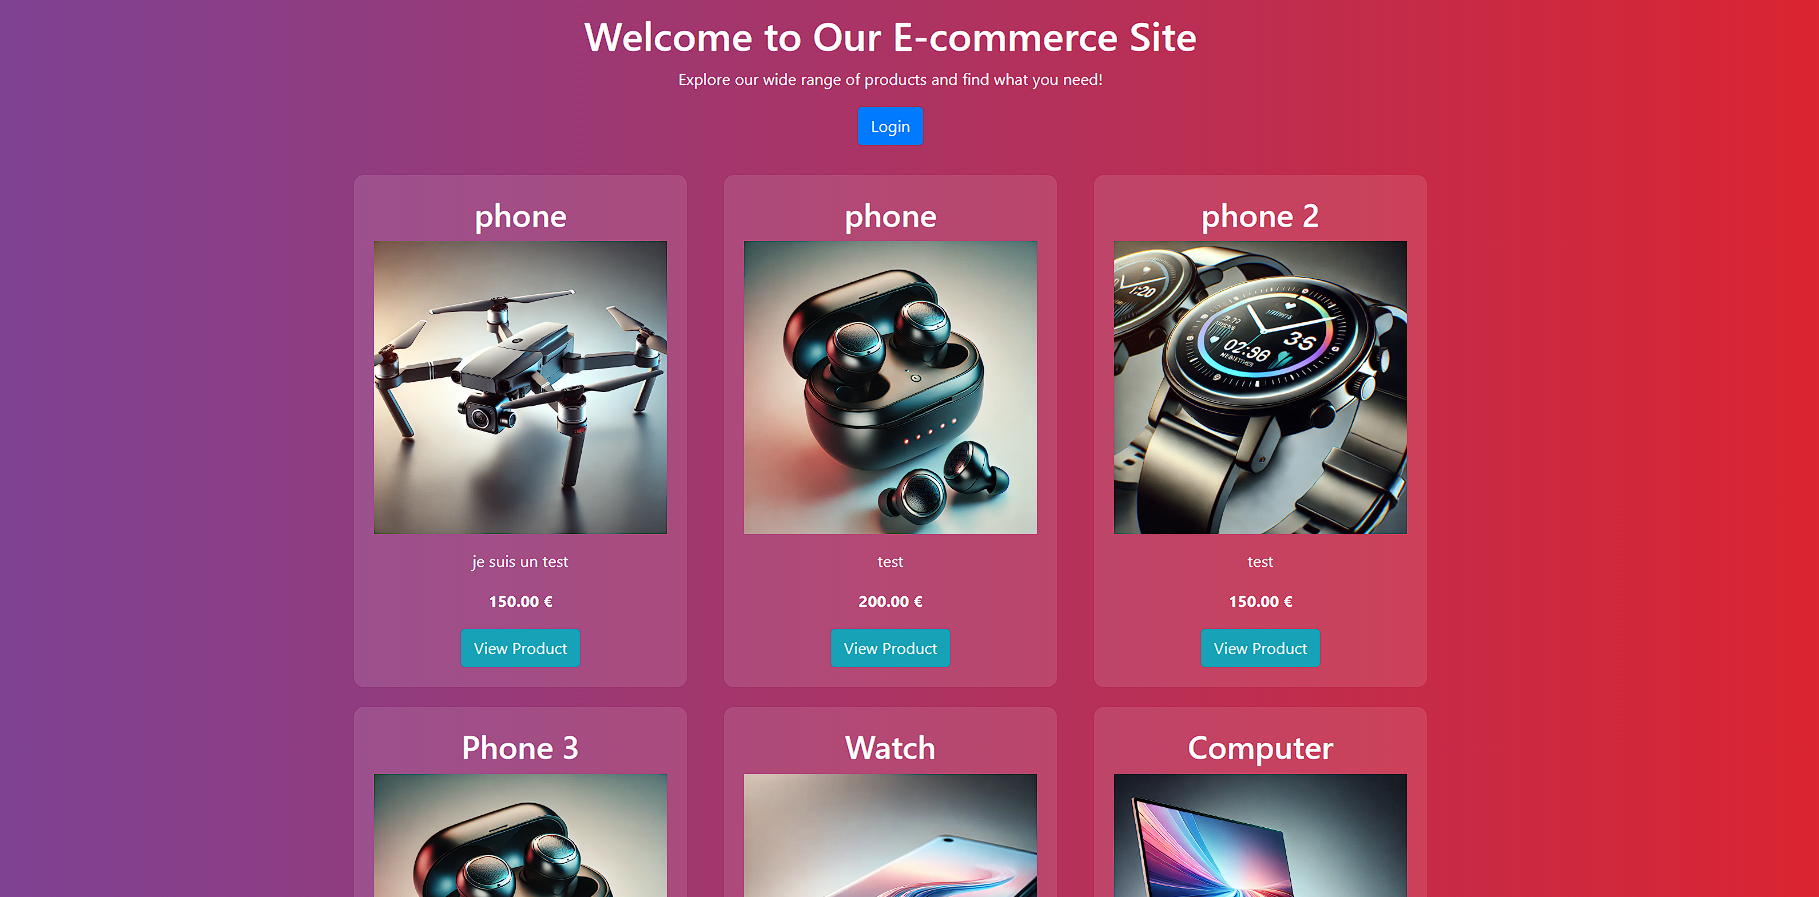 Welcome to Our E-commerce Site
Explore our wide range of products and find what you need!
Login
phone
phone
phone 2
1:20
02:90
36
je suis un test
test
test
150.00 €
200.00 €
150.00 €
View Product
View Product
View Product
Phone 3
Watch
Computer